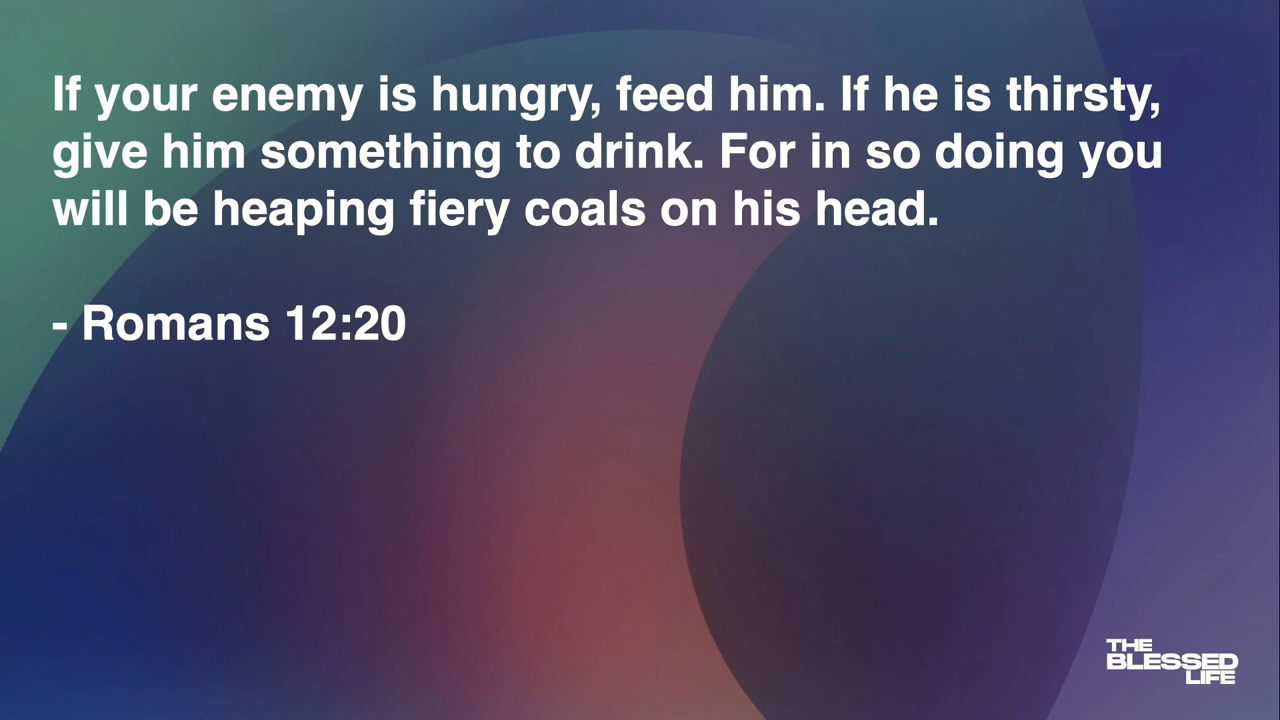 If your enemy is hungry, feed him. If he is thirsty,
give him something to drink. For in so doing you
will be heaping fiery coals on his head.
- Romans 12:20
THE
BLESSED
LIFE